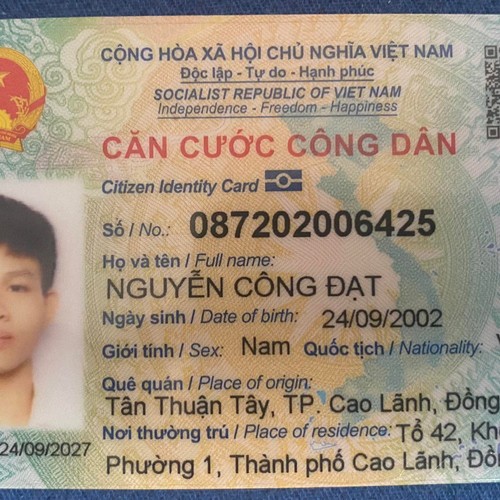 CỘNG HÒA XÃ HỘI CHỦ NGHĨA VIỆT NAM
Độc lập - Tự do - Hạnh phúc
SOCIALIST REPUBLIC OF VIET NAM
Independence - Freedom - Happiness
CĂN CƯỚC CÔNG DÂN
Citizen Identity Card
Số / No.: 087202006425
Họ và tên / Full name:
NGUYỄN CÔNG ĐẠT
Ngày sinh / Date of birth: 24/09/2002
Giới tính / Sex: Nam Quốc tịch / Nationality:
Quê quán / Place of origin:
Tân Thuận Tây, TP. Cao Lãnh, Đồng
Nơi thường trú / Place of residence: Tổ 42,
24/09/2027
Phường 1, Thành phố Cao Lãnh,